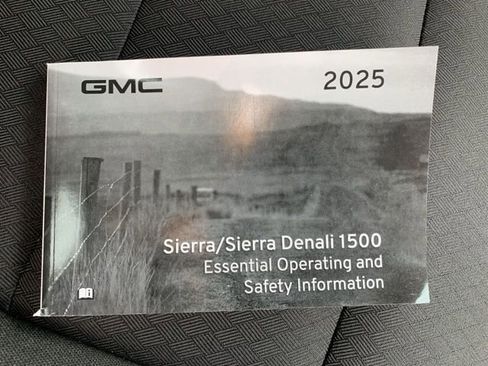 GMC 2025
Sierra/Sierra Denali 1500
Essential Operating and
Safety Information